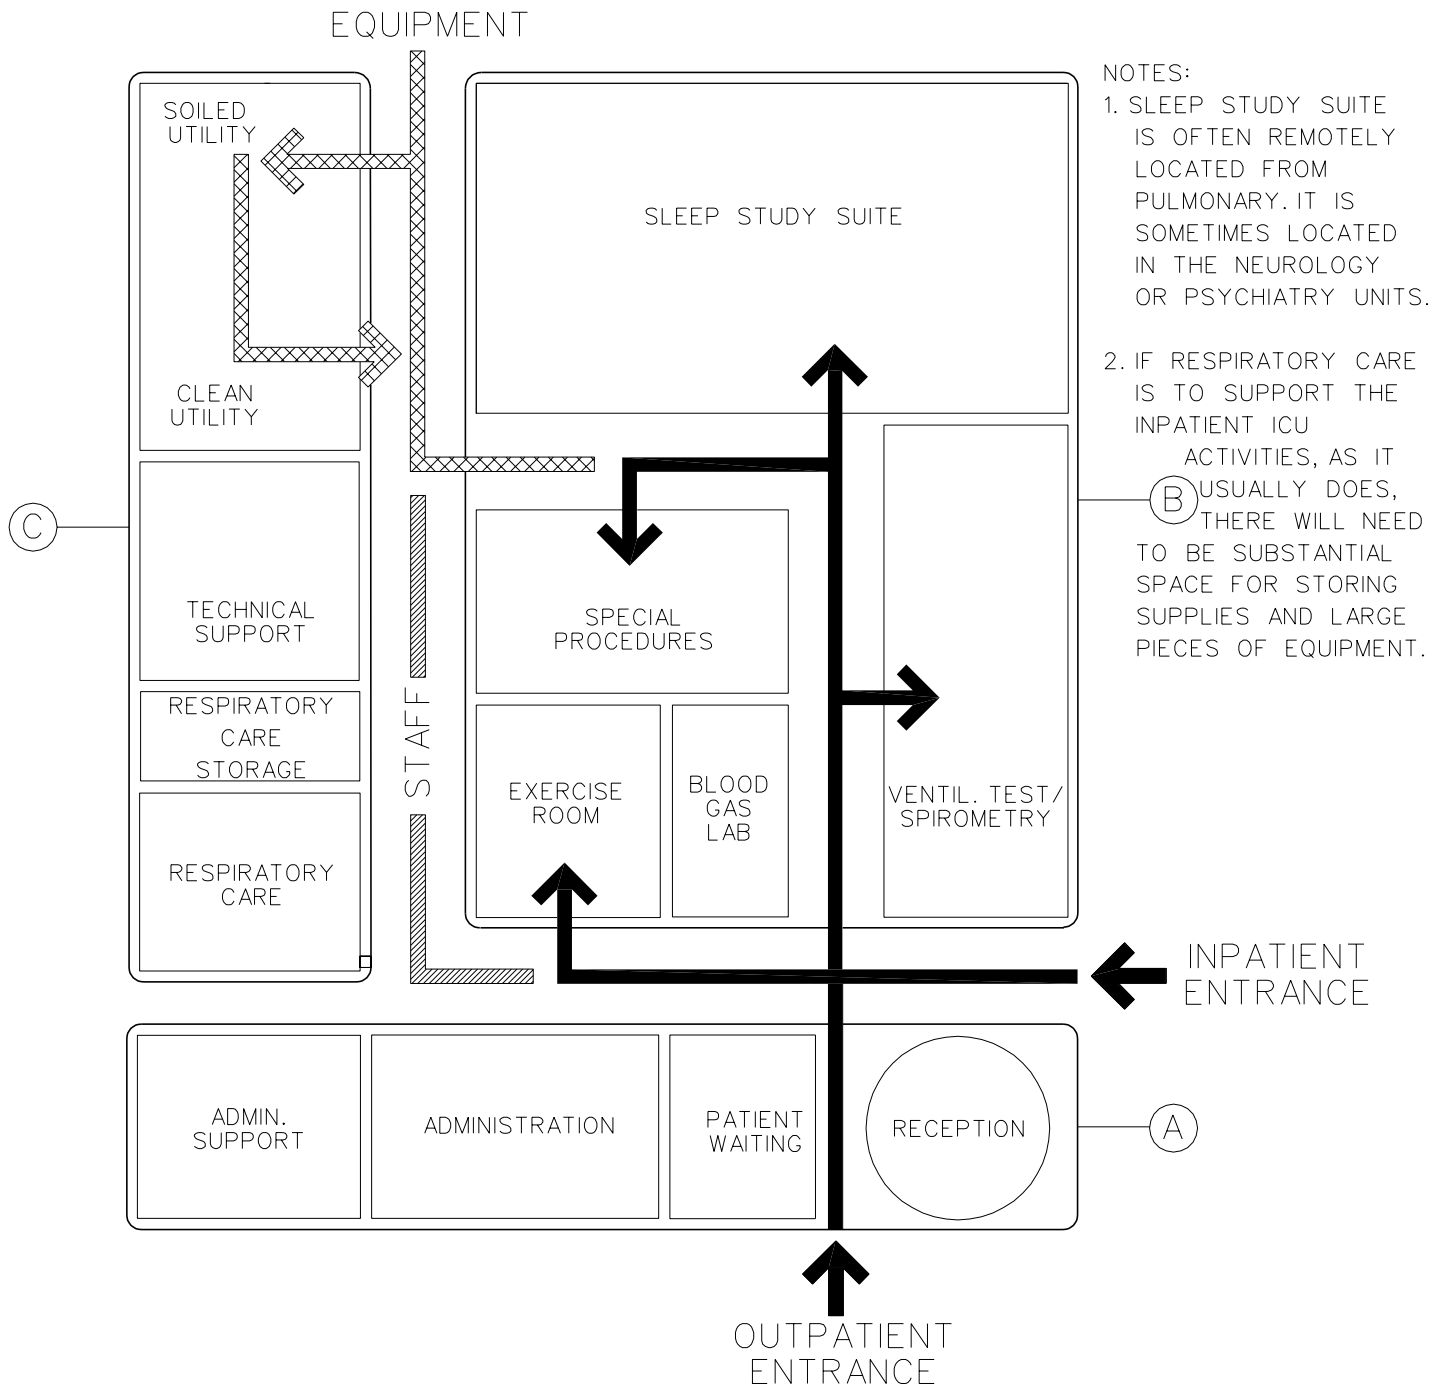 EQUIPMENT
SOILED
UTILITY
CLEAN
UTILITY
TECHNICAL
SUPPORT
RESPIRATORY
CARE
STORAGE
RESPIRATORY
CARE
C
STAFF
SLEEP STUDY SUITE
SPECIAL
PROCEDURES
EXERCISE
ROOM
BLOOD
GAS
LAB
VENTIL. TEST/
SPIROMETRY
NOTES:
1. SLEEP STUDY SUITE
IS OFTEN REMOTELY
LOCATED FROM
PULMONARY. IT IS
SOMETIMES LOCATED
IN THE NEUROLOGY
OR PSYCHIATRY UNITS.
2. IF RESPIRATORY CARE
IS TO SUPPORT THE
INPATIENT ICU
ACTIVITIES, AS IT
USUALLY DOES,
THERE WILL NEED
TO BE SUBSTANTIAL
SPACE FOR STORING
SUPPLIES AND LARGE
PIECES OF EQUIPMENT.
B
INPATIENT
ENTRANCE
ADMIN.
SUPPORT
ADMINISTRATION
PATIENT
WAITING
RECEPTION
A
OUTPATIENT
ENTRANCE